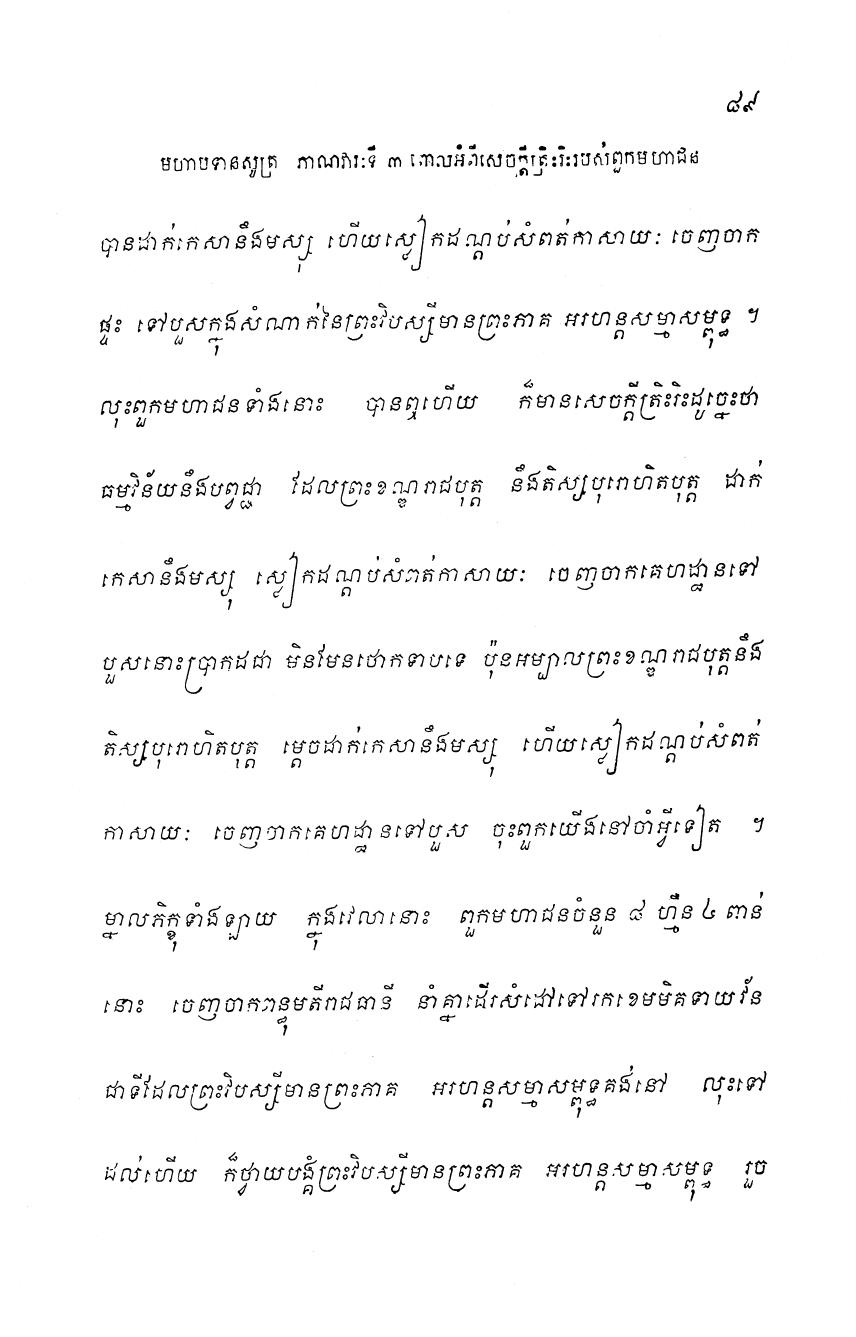 ៨៩
មហាបទានសូត្រ ភាណវារៈទី ៣ ពោលអំពីសេចក្តីត្រិះរិះរបស់ពួកមហាជន
បានដាក់កេសានឹងមស្សុ ហើយស្លៀកដណ្តប់សំពត់កាសាយៈ ចេញចាក
ផ្ទះ ទៅបួសក្នុងសំណាក់នៃព្រះវិបស្សីមានព្រះភាគ អរហន្តសម្មាសម្ពុទ្ធ ។
លុះពួកមហាជនទាំងនោះ បានឮហើយ ក៏មានសេចក្តីត្រិះរិះដូច្នេះថា
ធម្មវិន័យនឹងបព្វជ្ជា ដែលព្រះខណ្ឌរាជបុត្ត នឹងតិស្សបុរោហិតបុត្ត ដាក់
កេសានឹងមស្សុ ស្លៀកដណ្តប់សំពត់កាសាយៈ ចេញចាកគេហដ្ឋានទៅ
បួសនោះប្រាកដជា មិនមែនថោកទាបទេ ប៉ុនអម្បាលព្រះខណ្ឌរាជបុត្តនឹង
តិស្សបុរោហិតបុត្ត ម្តេចដាក់កេសានឹងមស្សុ ហើយស្លៀកដណ្តប់សំពត់
កាសាយៈ ចេញចាកគេហដ្ឋានទៅបួស ចុះពួកយើងនៅចាំអ្វីទៀត ។
ម្នាលភិក្ខុទាំងឡាយ ក្នុងវេលានោះ ពួកមហាជនចំនួន ៨ ហ្មឺន ៤ ពាន់
នោះ ចេញចាកពន្ធុមតីរាជធានី នាំគ្នាដើរសំដៅទៅរកខេមមិគទាយវ័ន
ជាទីដែលព្រះវិបស្សីមានព្រះភាគ អរហន្តសម្មាសម្ពុទ្ធគង់នៅ លុះទៅ
ដល់ហើយ ក៏ថ្វាយបង្គំព្រះវិបស្សីមានព្រះភាគ អរហន្តសម្មាសម្ពុទ្ធ រួច